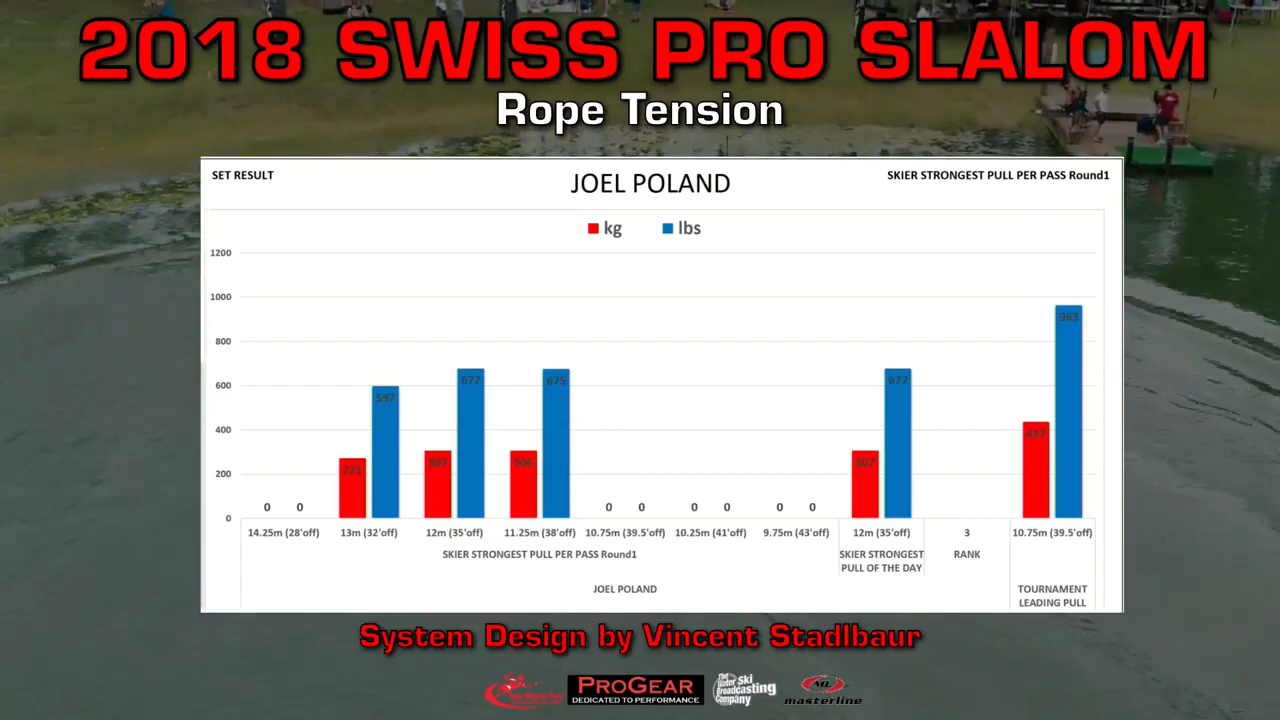 2018 SWISS PRO SLALOM
Rope Tension
SET RESULT
JOEL POLAND
SKIER STRONGEST PULL PER PASS Round1
kg lbs
1200
1000
800
600
400
200
0
0 0 271 597 307 677 306 675 0 0 0 0 0 0 307 677 437 963
14.25m (28'off) 13m (32'off) 12m (35'off) 11.25m (38'off) 10.75m (39.5'off) 10.25m (41'off) 9.75m (43'off) 12m (35'off) 3 10.75m (39.5'off)
SKIER STRONGEST PULL PER PASS Round1 SKIER STRONGEST RANK
PULL OF THE DAY
JOEL POLAND TOURNAMENT
LEADING PULL
System Design by Vincent Stadlbaur
PROGEAR
DEDICATED TO PERFORMANCE
The Water Ski Broadcasting Company
ML
masterline